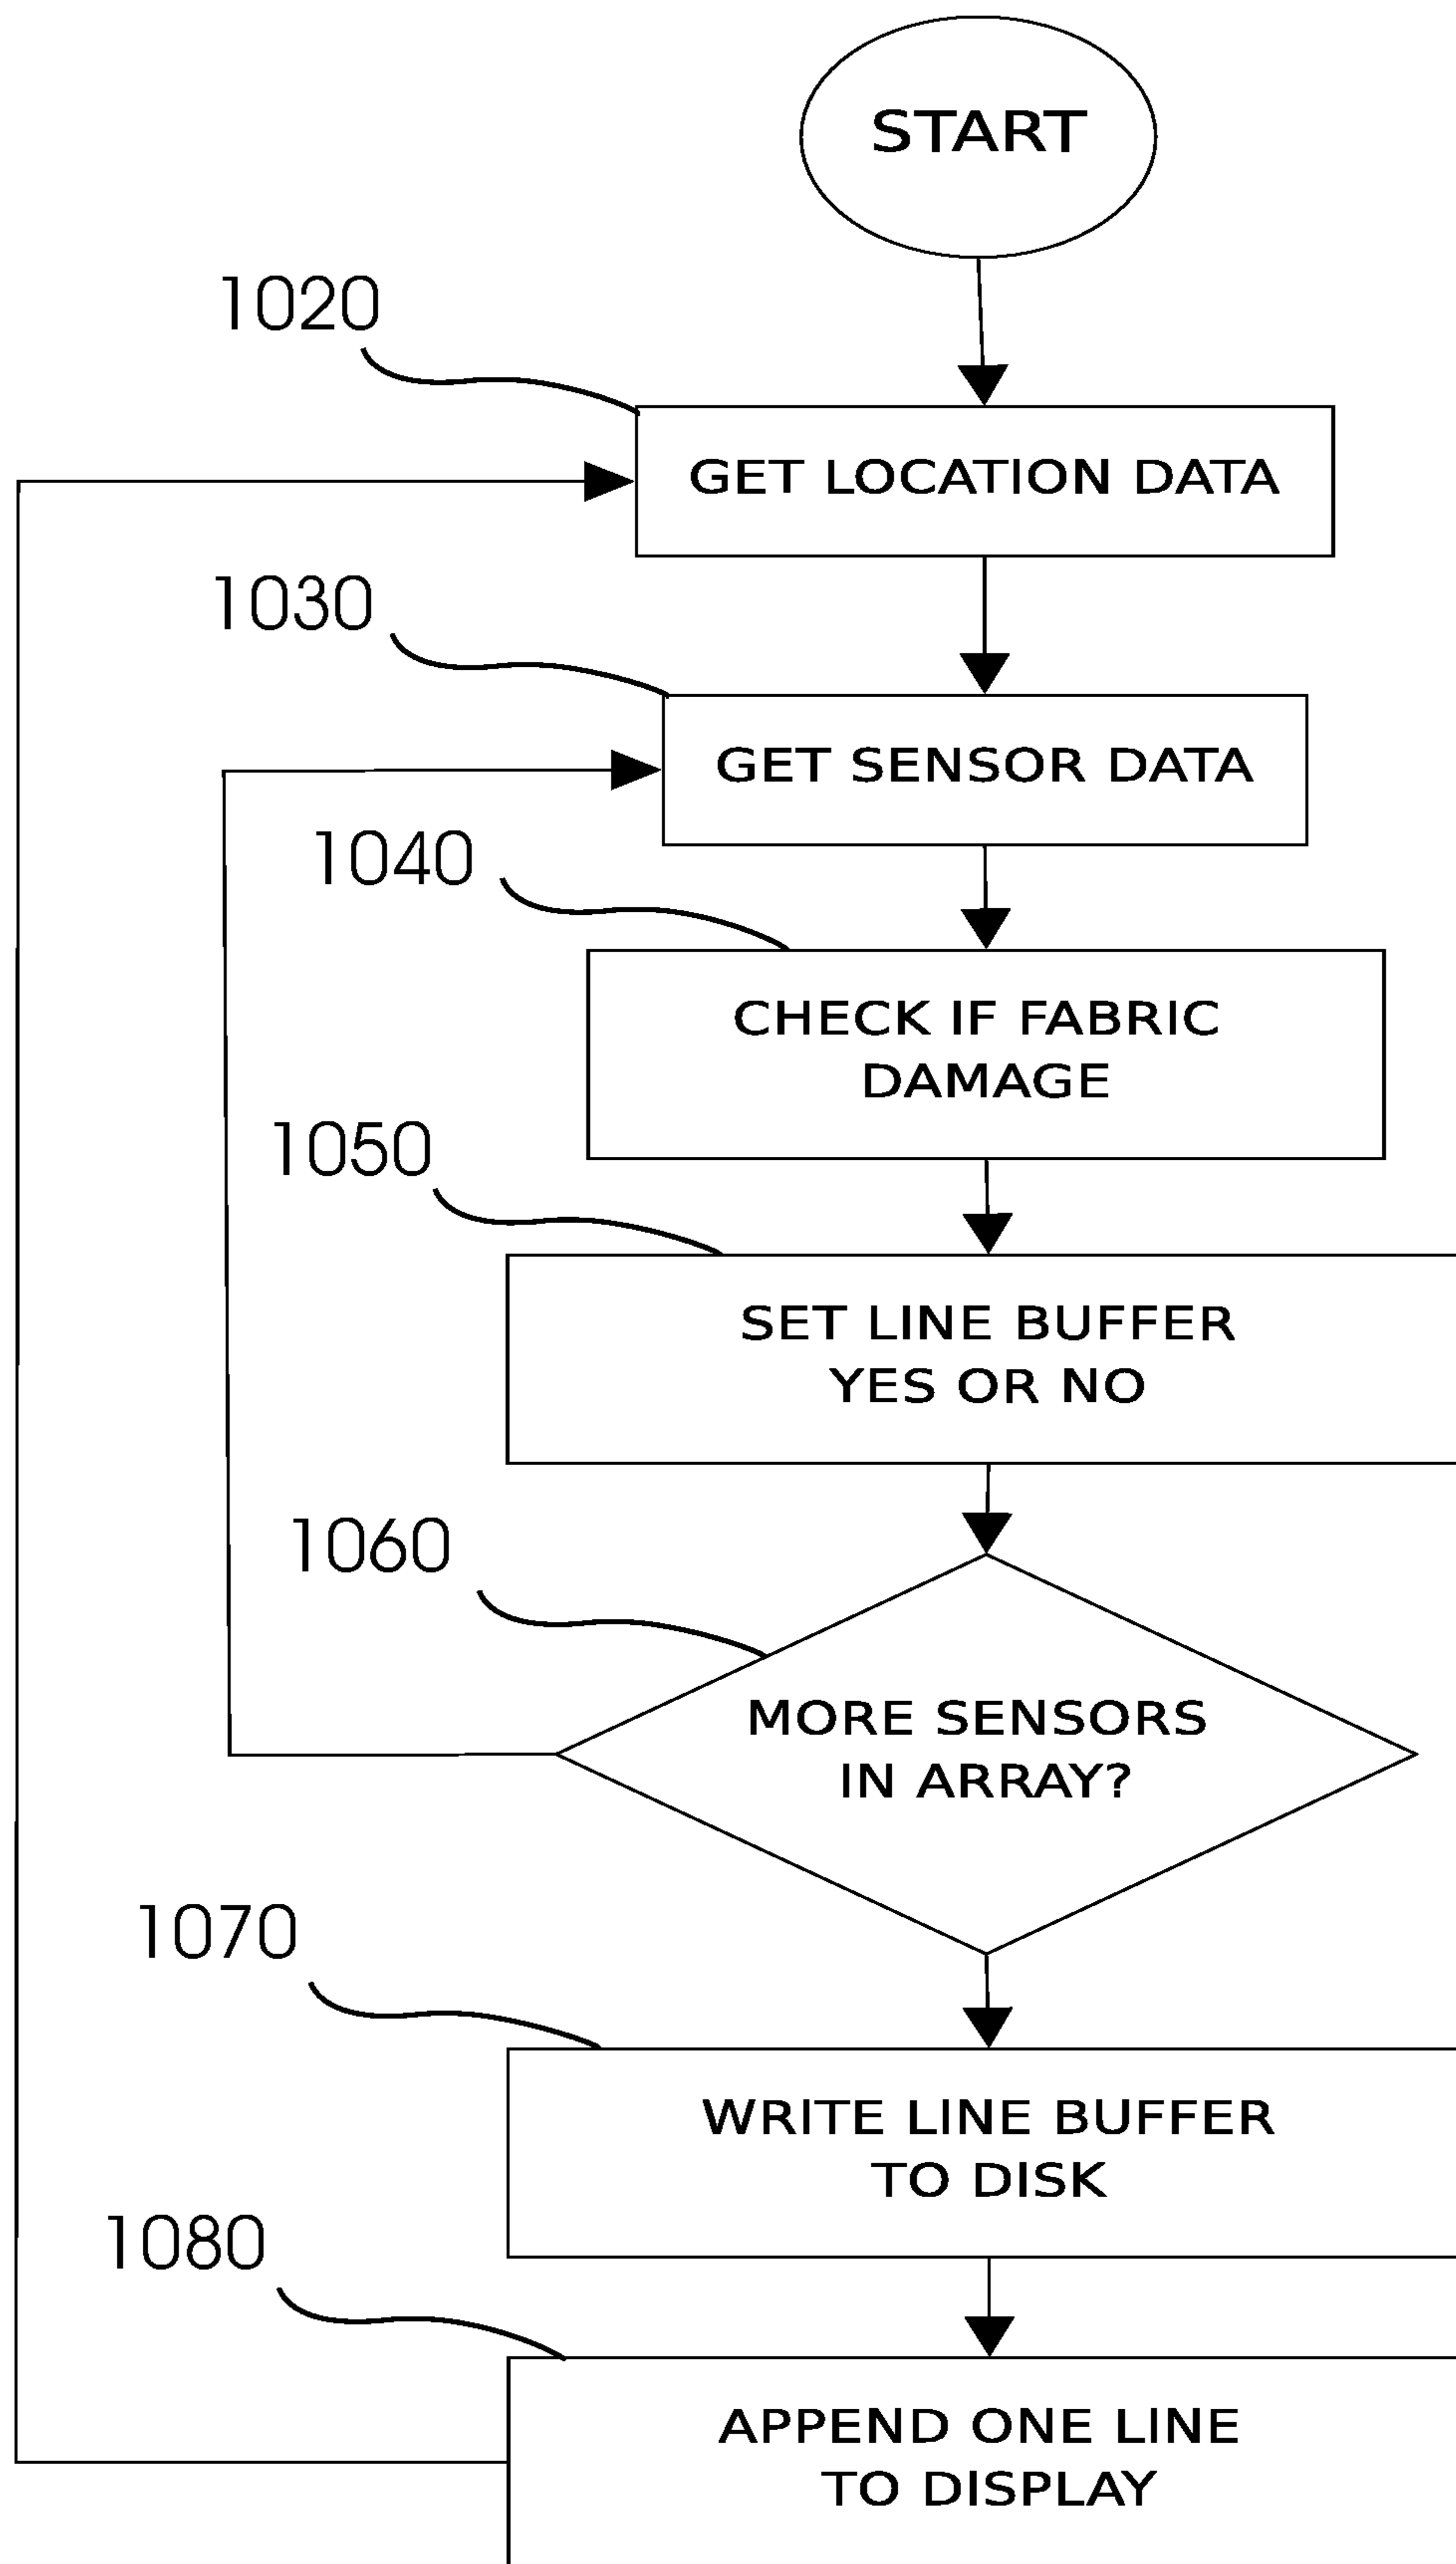 START
1020
GET LOCATION DATA
1030
GET SENSOR DATA
1040
CHECK IF FABRIC
DAMAGE
1050
SET LINE BUFFER
YES OR NO
1060
MORE SENSORS
IN ARRAY?
1070
WRITE LINE BUFFER
TO DISK
1080
APPEND ONE LINE
TO DISPLAY